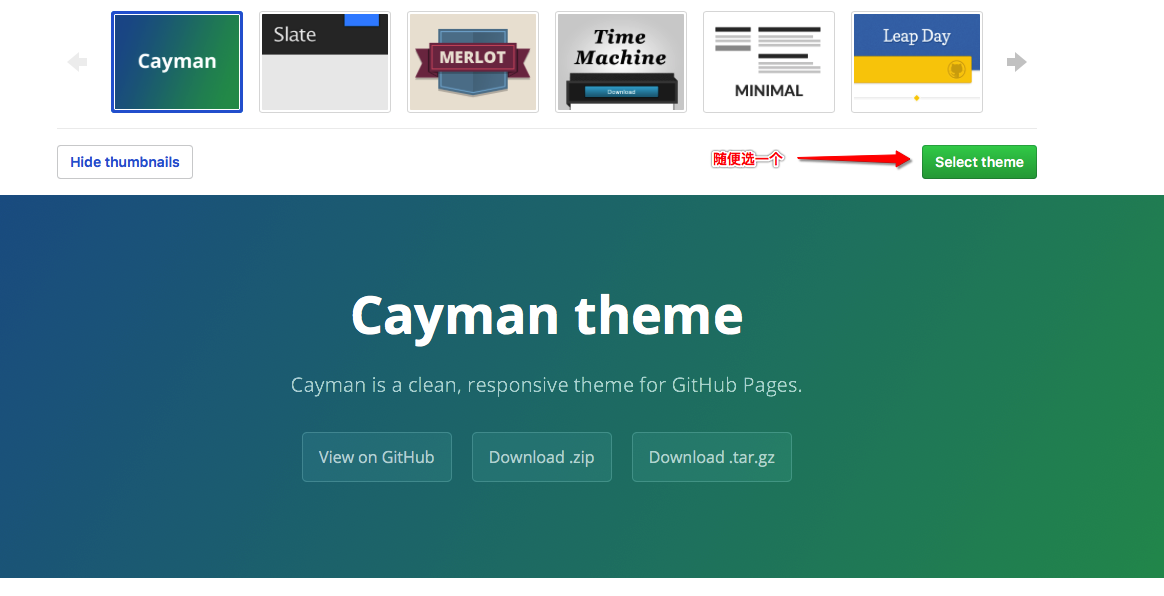 Cayman
Slate
MERLOT
Time
Machine
Download
MINIMAL
Leap Day
Hide thumbnails
随便选一个
Select theme
Cayman theme
Cayman is a clean, responsive theme for GitHub Pages.
View on GitHub
Download .zip
Download .tar.gz